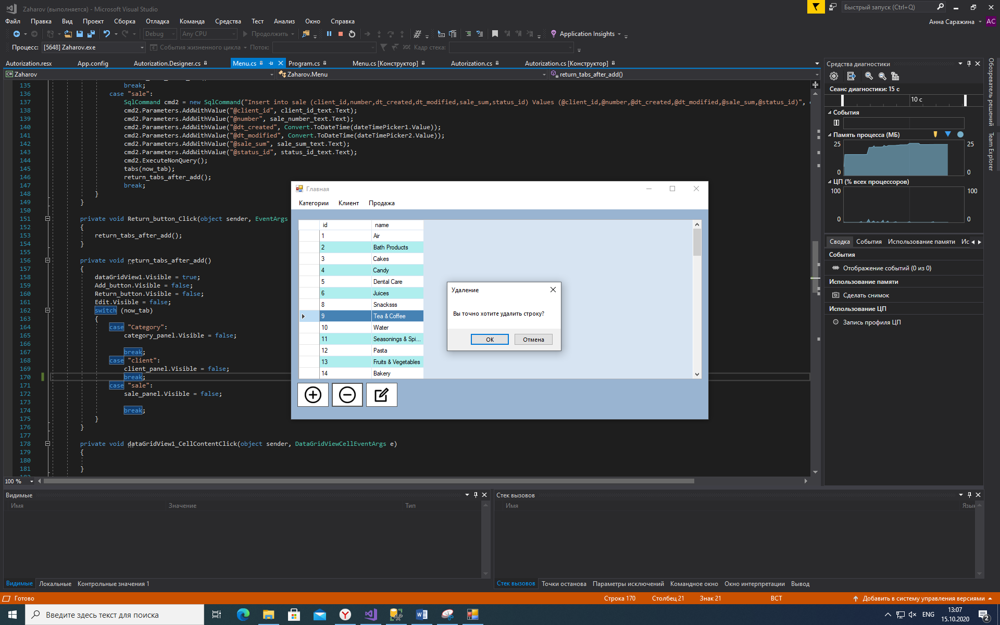 Zaharov (выполняется) - Microsoft Visual Studio
Быстрый запуск (Ctrl+Q)
Файл Правка Вид Проект Сборка Отладка Команда Средства Тест Анализ Окно Справка
Анна Саражина АС
Debug Any CPU Продолжить Application Insights
Процесс: [5648] Zaharov.exe События жизненного цикла Поток: Кадр стека:
Autorization.resx App.config Autorization.Designer.cs Menu.cs Program.cs Menu.cs [Конструктор] Autorization.cs Autorization.cs [Конструктор]
Zaharov Zaharov.Menu return_tabs_after_add()
135 break;
136 case "sale":
137 SqlCommand cmd2 = new SqlCommand("Insert into sale (client_id,number,dt_created,dt_modified,sale_sum,status_id) Values (@client_id,@number,@dt_created,@dt_modified,@sale_sum,@status_id)",
138 cmd2.Parameters.AddWithValue("@client_id", client_id_text.Text);
139 cmd2.Parameters.AddWithValue("@number", sale_number_text.Text);
140 cmd2.Parameters.AddWithValue("@dt_created", Convert.ToDateTime(dateTimePicker1.Value));
141 cmd2.Parameters.AddWithValue("@dt_modified", Convert.ToDateTime(dateTimePicker2.Value));
142 cmd2.Parameters.AddWithValue("@sale_sum", sale_sum_text.Text);
143 cmd2.Parameters.AddWithValue("@status_id", status_id_text.Text);
144 cmd2.ExecuteNonQuery();
145 tabs(now_tab);
146 return_tabs_after_add();
147 break;
148 }
149 }
150
151 private void Return_button_Click(object sender, EventArgs
152 {
153 return_tabs_after_add();
154 }
155
156 private void return_tabs_after_add()
157 {
158 dataGridView1.Visible = true;
159 Add_button.Visible = false;
160 Return_button.Visible = false;
161 Edit.Visible = false;
162 switch (now_tab)
163 {
164 case "Category":
165 category_panel.Visible = false;
166
167 break;
168 case "client":
169 client_panel.Visible = false;
170 break;
171 case "sale":
172 sale_panel.Visible = false;
173
174 break;
175 }
176 }
177
178 private void dataGridView1_CellContentClick(object sender, DataGridViewCellEventArgs e)
179 {
180
181 }
100 %
Главная
Категории Клиент Продажа
id name
1 Air
2 Bath Products
3 Cakes
4 Candy
5 Dental Care
6 Juices
8 Snacksss
9 Tea & Coffee
10 Water
11 Seasonings & Spi...
12 Pasta
13 Fruits & Vegetables
14 Bakery
Удаление
Вы точно хотите удалить строку?
ОК Отмена
Средства диагностики
Сеанс диагностики: 15 с
10 с
События
Память процесса (МБ)
25 25
0 0
ЦП (% всех процессоров)
100 100
0 0
Сводка События Использование памяти Ис
События
Отображение событий (0 из 0)
Использование памяти
Сделать снимок
Использование ЦП
Запись профиля ЦП
Обозреватель решений
Team Explorer
Видимые
Имя Значение Тип
Видимые Локальные Контрольные значения 1
Стек вызовов
Имя Язык
Стек вызовов Точки останова Параметры исключений Командное окно Окно интерпретации Вывод
Готово Строка 170 Столбец 21 Знак 21 ВСТ Добавить в систему управления версиями
Введите здесь текст для поиска
ENG
13:07
15.10.2020
2